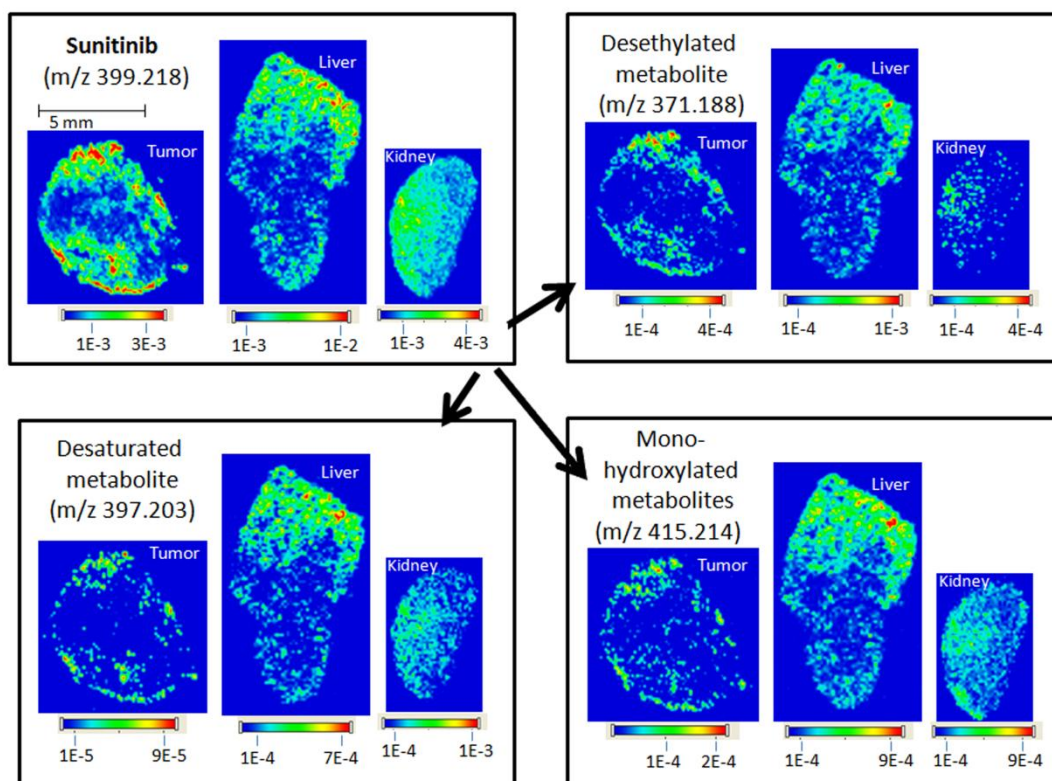 Sunitinib
(m/z 399.218)
5 mm
Tumor
Liver
Kidney
1E-3 3E-3
1E-3 1E-2
1E-3 4E-3
Desethylated
metabolite
(m/z 371.188)
Tumor
Liver
Kidney
1E-4 4E-4
1E-4 1E-3
1E-4 4E-4
Desaturated
metabolite
(m/z 397.203)
Tumor
Liver
Kidney
1E-5 9E-5
1E-4 7E-4
1E-4 1E-3
Mono-
hydroxylated
metabolites
(m/z 415.214)
Tumor
Liver
Kidney
1E-4 2E-4
1E-4 9E-4
1E-4 9E-4